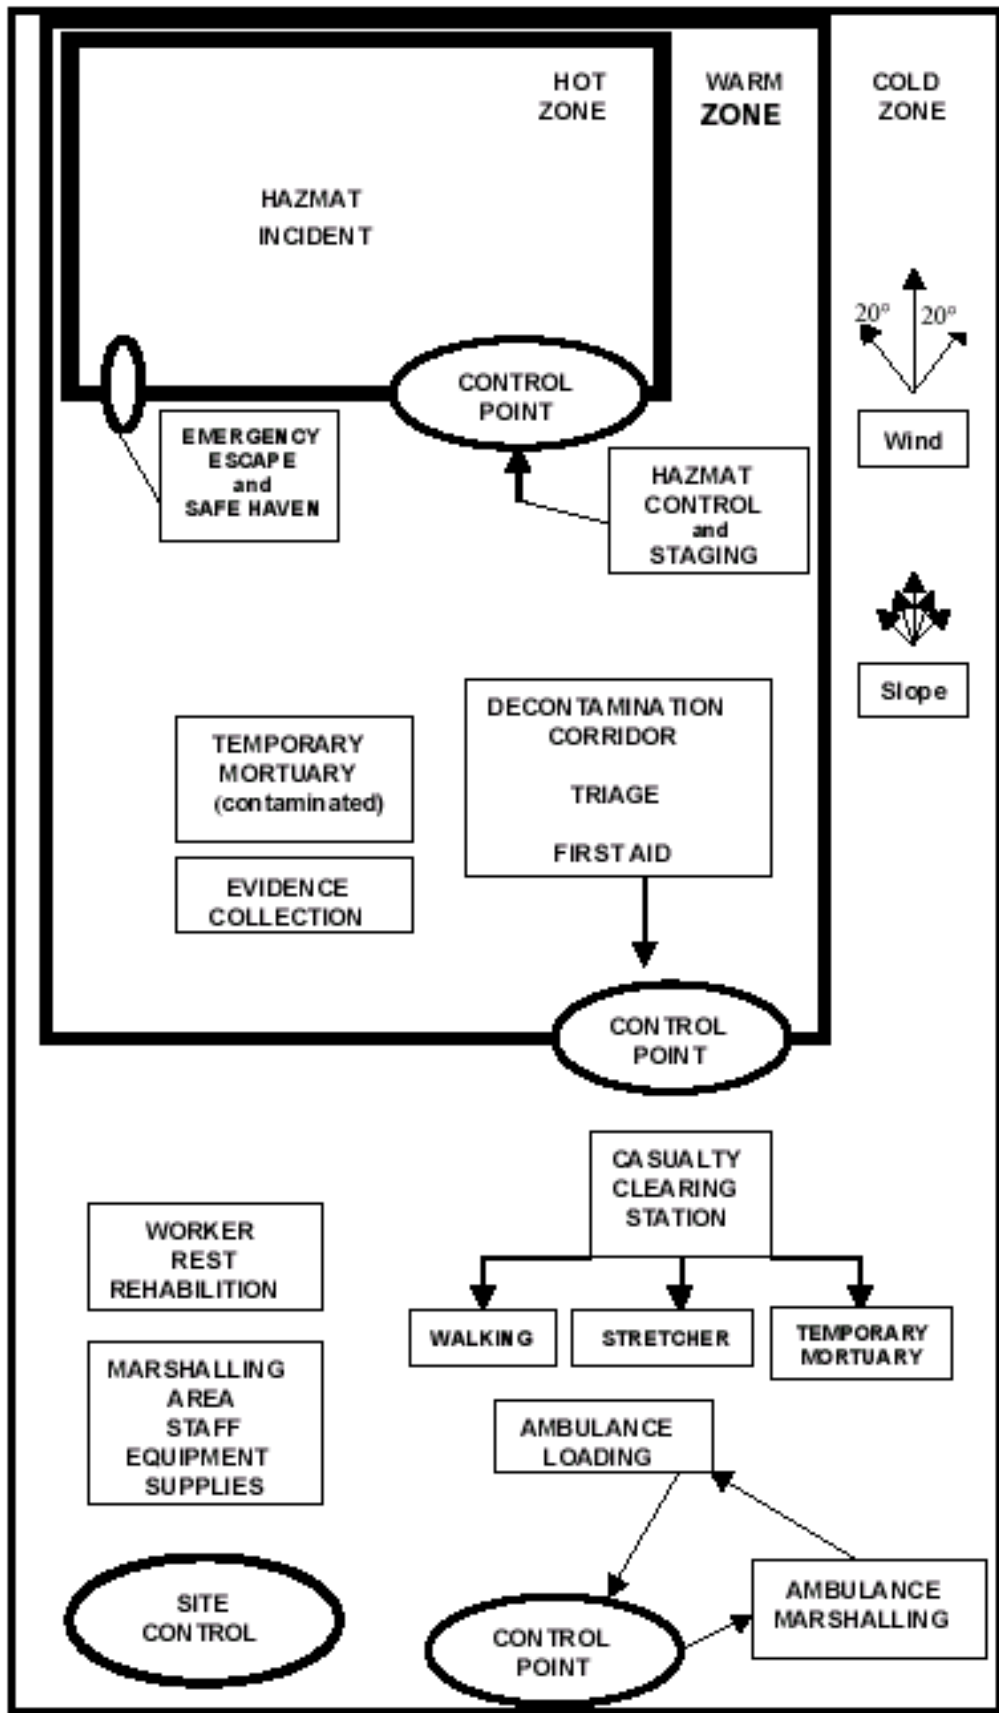 HOT
ZONE
WARM
ZONE
COLD
ZONE
HAZMAT
INCIDENT
20°
20°
Wind
CONTROL
POINT
EMERGENCY
ESCAPE
and
SAFE HAVEN
HAZMAT
CONTROL
and
STAGING
Slope
DECONTAMINATION
CORRIDOR
TRIAGE
FIRST AID
TEMPORARY
MORTUARY
(contaminated)
EVIDENCE
COLLECTION
CONTROL
POINT
CASUALTY
CLEARING
STATION
WORKER
REST
REHABILITION
WALKING
STRETCHER
TEMPORARY
MORTUARY
MARSHALLING
AREA
STAFF
EQUIPMENT
SUPPLIES
AMBULANCE
LOADING
SITE
CONTROL
CONTROL
POINT
AMBULANCE
MARSHALLING